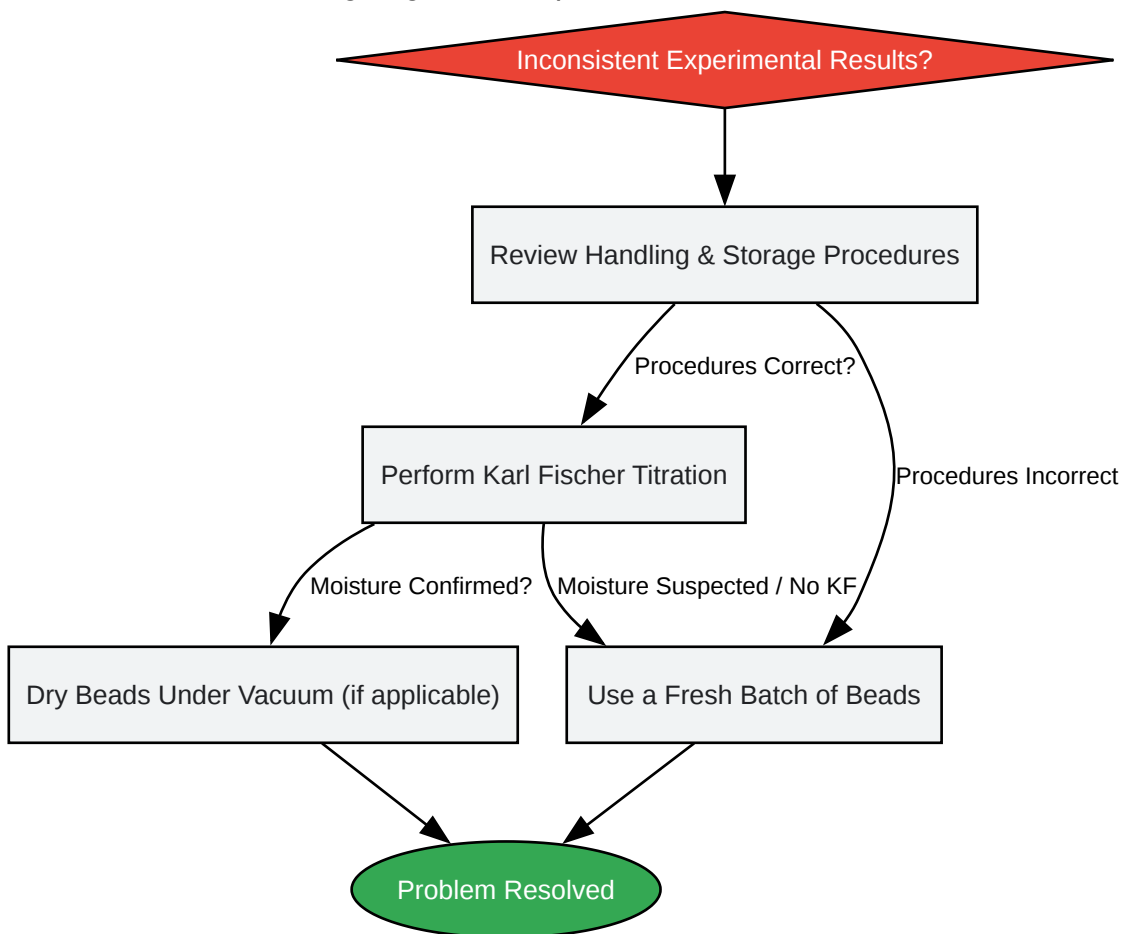 Inconsistent Experimental Results?
Review Handling & Storage Procedures
Procedures Correct?
Perform Karl Fischer Titration
Procedures Incorrect
Moisture Confirmed?
Moisture Suspected / No KF
Dry Beads Under Vacuum (if applicable)
Use a Fresh Batch of Beads
Problem Resolved